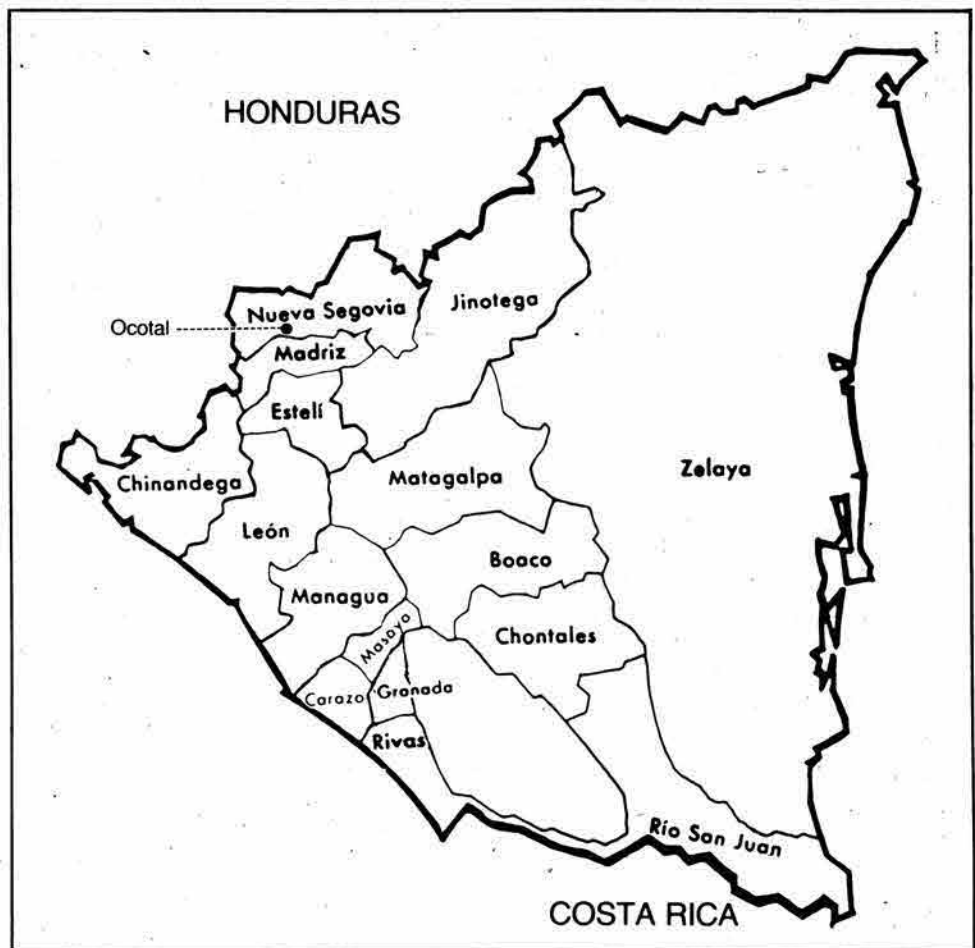 HONDURAS
Nueva Segovia
Jinotega
Ocotal
Madriz
Estelí
Chinandega
Matagalpa
Zelaya
León
Boaco
Managua
Masaya
Chontales
Carazo
Granada
Rivas
Río San Juan
COSTA RICA